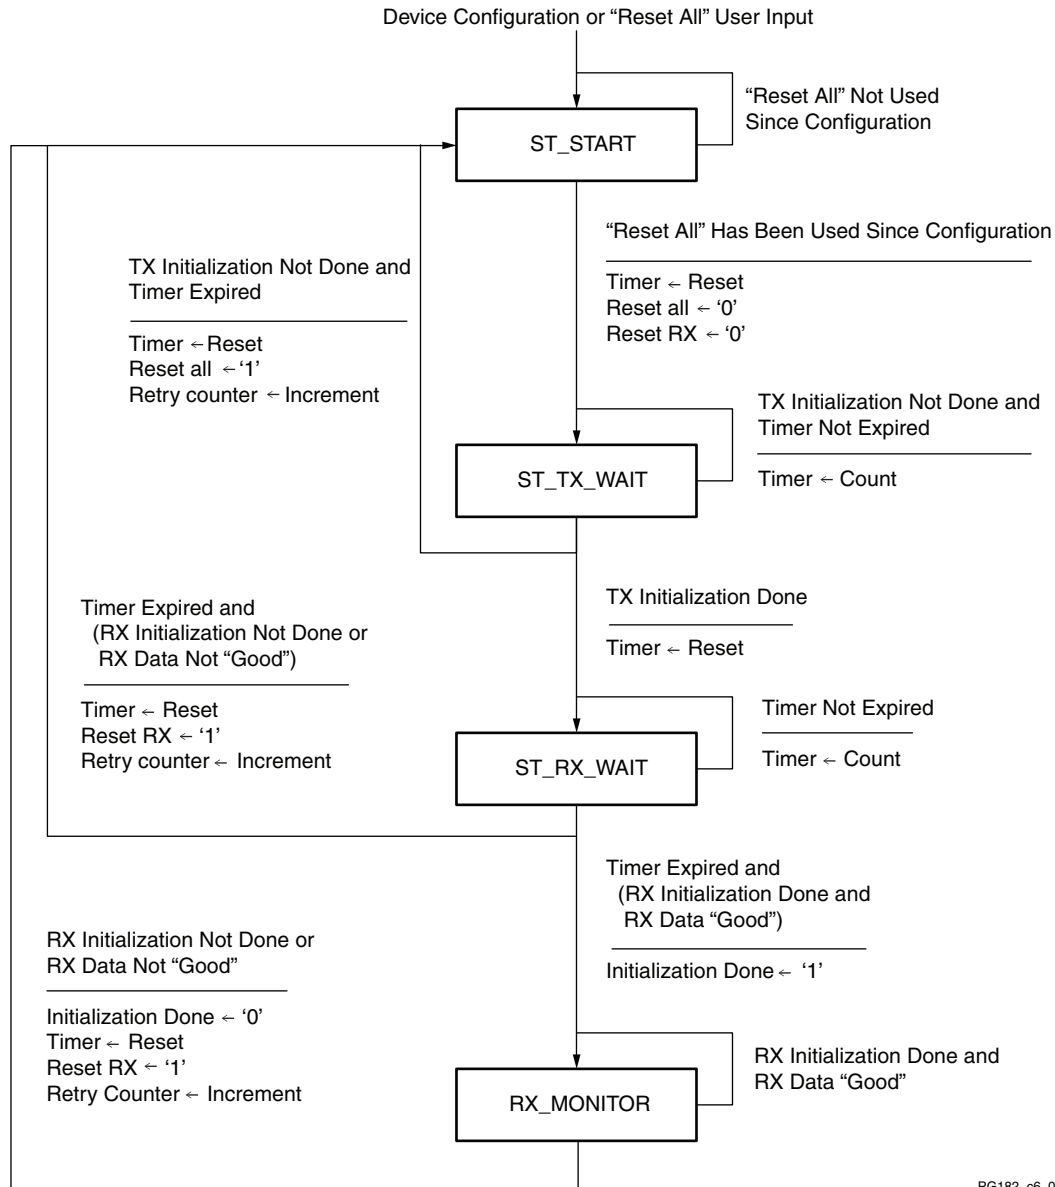 Device Configuration or “Reset All” User Input
“Reset All” Not Used
Since Configuration
ST_START
“Reset All” Has Been Used Since Configuration
Timer ← Reset
Reset all ← ‘0’
Reset RX ← ‘0’
TX Initialization Not Done and
Timer Expired
Timer ← Reset
Reset all ← ‘1’
Retry counter ← Increment
TX Initialization Not Done and
Timer Not Expired
Timer ← Count
ST_TX_WAIT
TX Initialization Done
Timer ← Reset
Timer Expired and
(RX Initialization Not Done or
RX Data Not “Good”)
Timer ← Reset
Reset RX ← ‘1’
Retry counter ← Increment
Timer Not Expired
Timer ← Count
ST_RX_WAIT
Timer Expired and
(RX Initialization Done and
RX Data “Good”)
Initialization Done ← ‘1’
RX Initialization Not Done or
RX Data Not “Good”
Initialization Done ← ‘0’
Timer ← Reset
Reset RX ← ‘1’
Retry Counter ← Increment
RX Initialization Done and
RX Data “Good”
RX_MONITOR